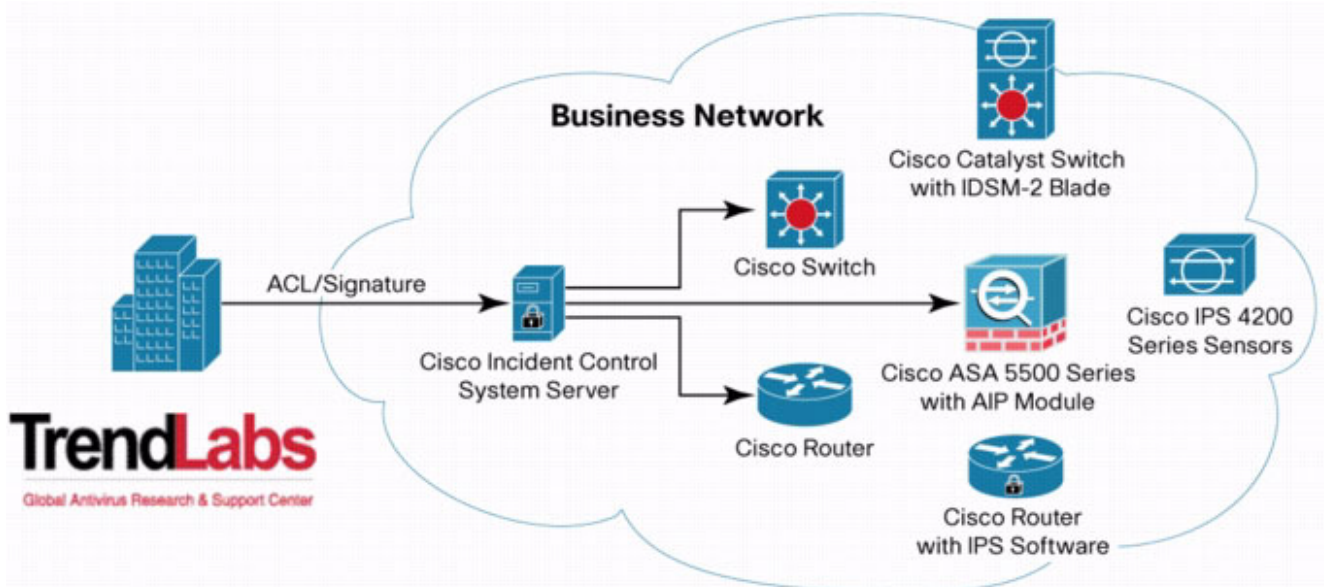 Business Network
Cisco Catalyst Switch
with IDSM-2 Blade
Cisco Switch
ACL/Signature
Cisco Incident Control
System Server
Cisco IPS 4200
Series Sensors
Cisco ASA 5500 Series
with AIP Module
Cisco Router
TrendLabs
Global Antivirus Research & Support Center
Cisco Router
with IPS Software